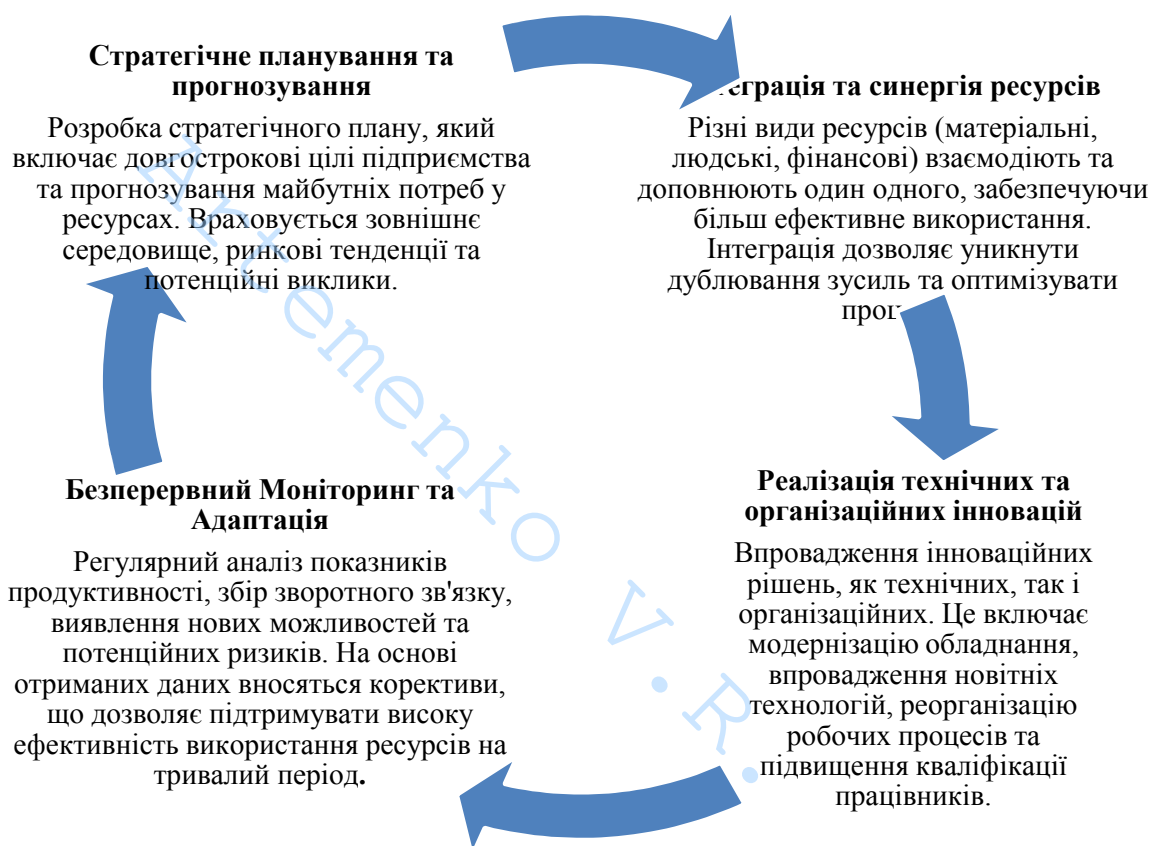 Стратегічне планування та
прогнозування
Розробка стратегічного плану, який
включає довгострокові цілі підприємства
та прогнозування майбутніх потреб у
ресурсах. Враховується зовнішнє
середовище, ринкові тенденції та
потенційні виклики.
теграція та синергія ресурсів
Різні види ресурсів (матеріальні,
людські, фінансові) взаємодіють та
доповнюють один одного, забезпечуючи
більш ефективне використання.
Інтеграція дозволяє уникнути
дублювання зусиль та оптимізувати
Реалізація технічних та
організаційних інновацій
Впровадження інноваційних
рішень, як технічних, так і
організаційних. Це включає
модернізацію обладнання,
впровадження новітніх
технологій, реорганізацію
робочих процесів та
підвищення кваліфікації
працівників.
Безперервний Моніторинг та
Адаптація
Регулярний аналіз показників
продуктивності, збір зворотного зв'язку,
виявлення нових можливостей та
потенційних ризиків. На основі
отриманих даних вносяться корективи,
що дозволяє підтримувати високу
ефективність використання ресурсів на
тривалий період.
Artemenko V.R.